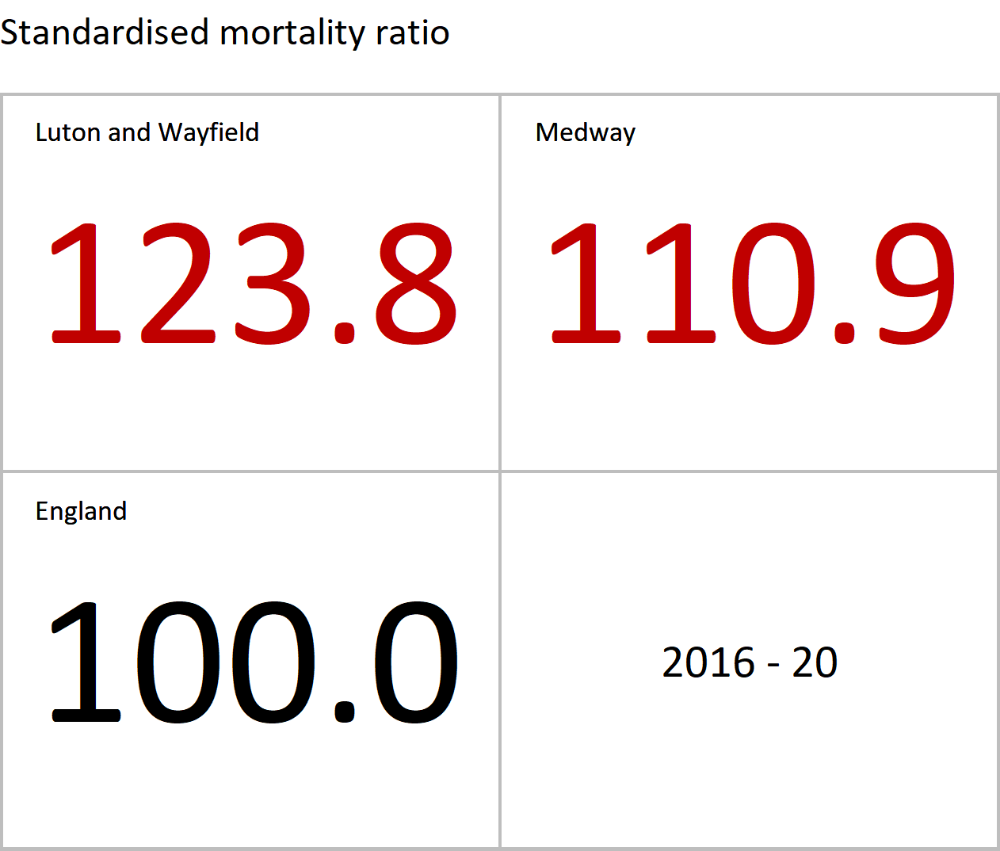 Standardised mortality ratio
Luton and Wayfield
123.8
Medway
110.9
England
100.0
2016 - 20